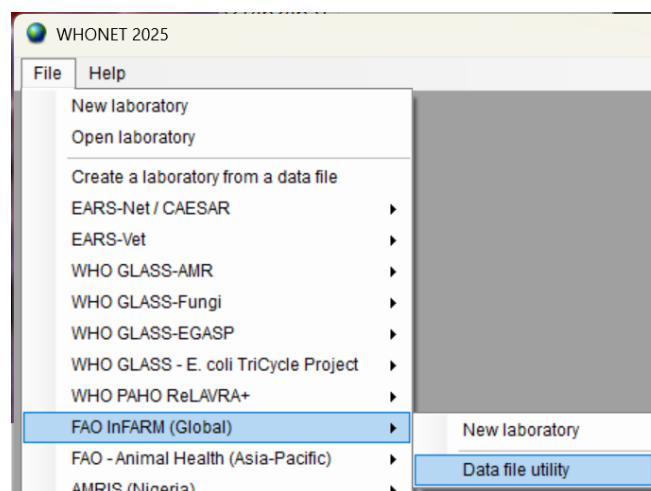 WHONET 2025
File Help
New laboratory
Open laboratory
Create a laboratory from a data file
EARS-Net / CAESAR
EARS-Vet
WHO GLASS-AMR
WHO GLASS-Fungi
WHO GLASS-EGASP
WHO GLASS - E. coli TriCycle Project
WHO PAHO ReLAVRA+
FAO InFARM (Global)
New laboratory
FAO - Animal Health (Asia-Pacific)
Data file utility
AMRIS (Nigeria)